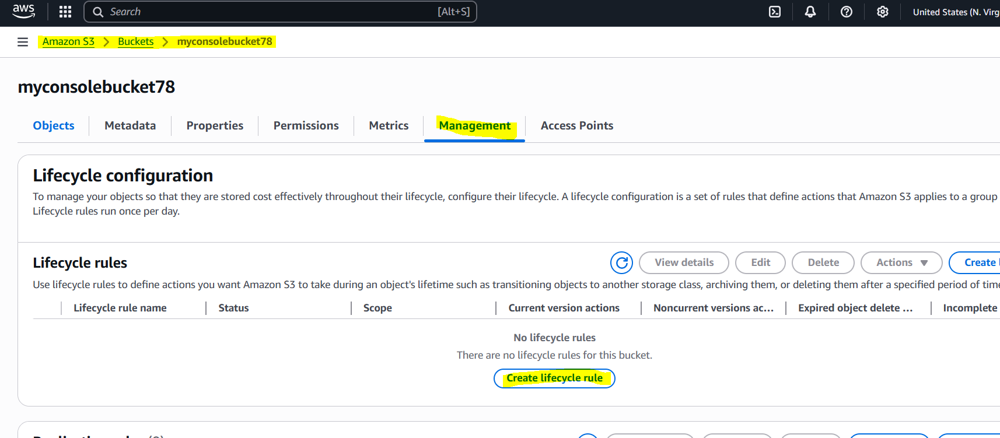 aws Search [Alt+S] United States (N. Virg
Amazon S3 > Buckets > myconsolebucket78
myconsolebucket78
Objects Metadata Properties Permissions Metrics Management Access Points
Lifecycle configuration
To manage your objects so that they are stored cost effectively throughout their lifecycle, configure their lifecycle. A lifecycle configuration is a set of rules that define actions that Amazon S3 applies to a group
Lifecycle rules run once per day.
Lifecycle rules View details Edit Delete Actions Create
Use lifecycle rules to define actions you want Amazon S3 to take during an object's lifetime such as transitioning objects to another storage class, archiving them, or deleting them after a specified period of time
Lifecycle rule name Status Scope Current version actions Noncurrent versions ac... Expired object delete ... Incomplete
No lifecycle rules
There are no lifecycle rules for this bucket.
Create lifecycle rule